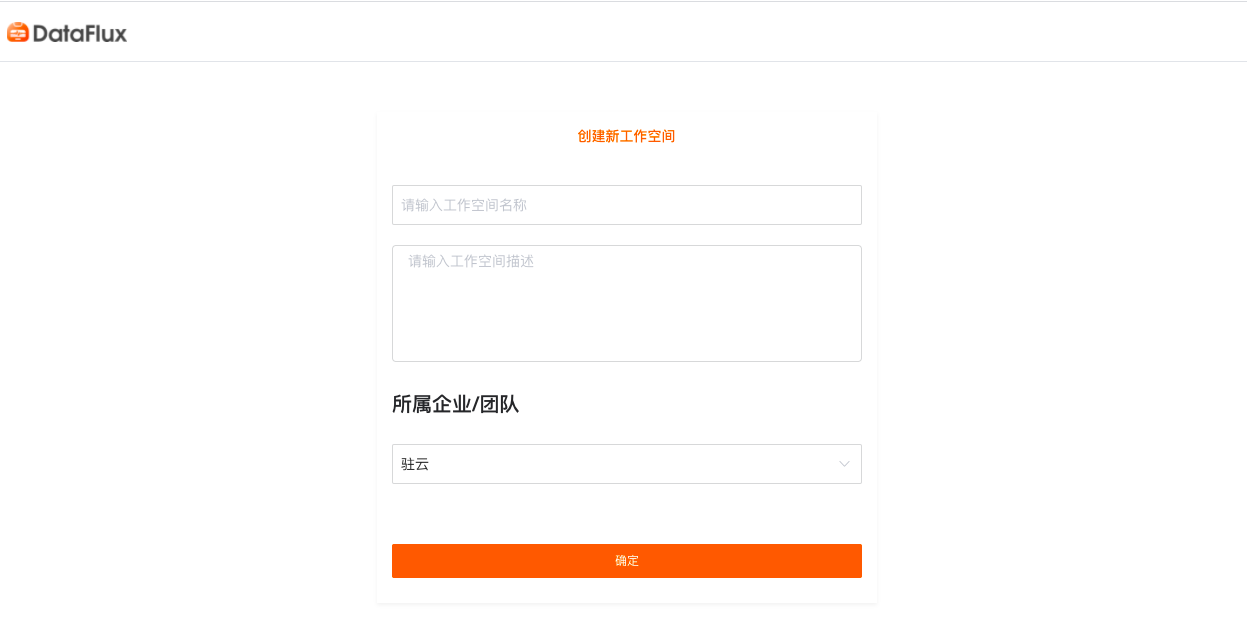 DataFlux
创建新工作空间
请输入工作空间名称
请输入工作空间描述
所属企业/团队
驻云
确定